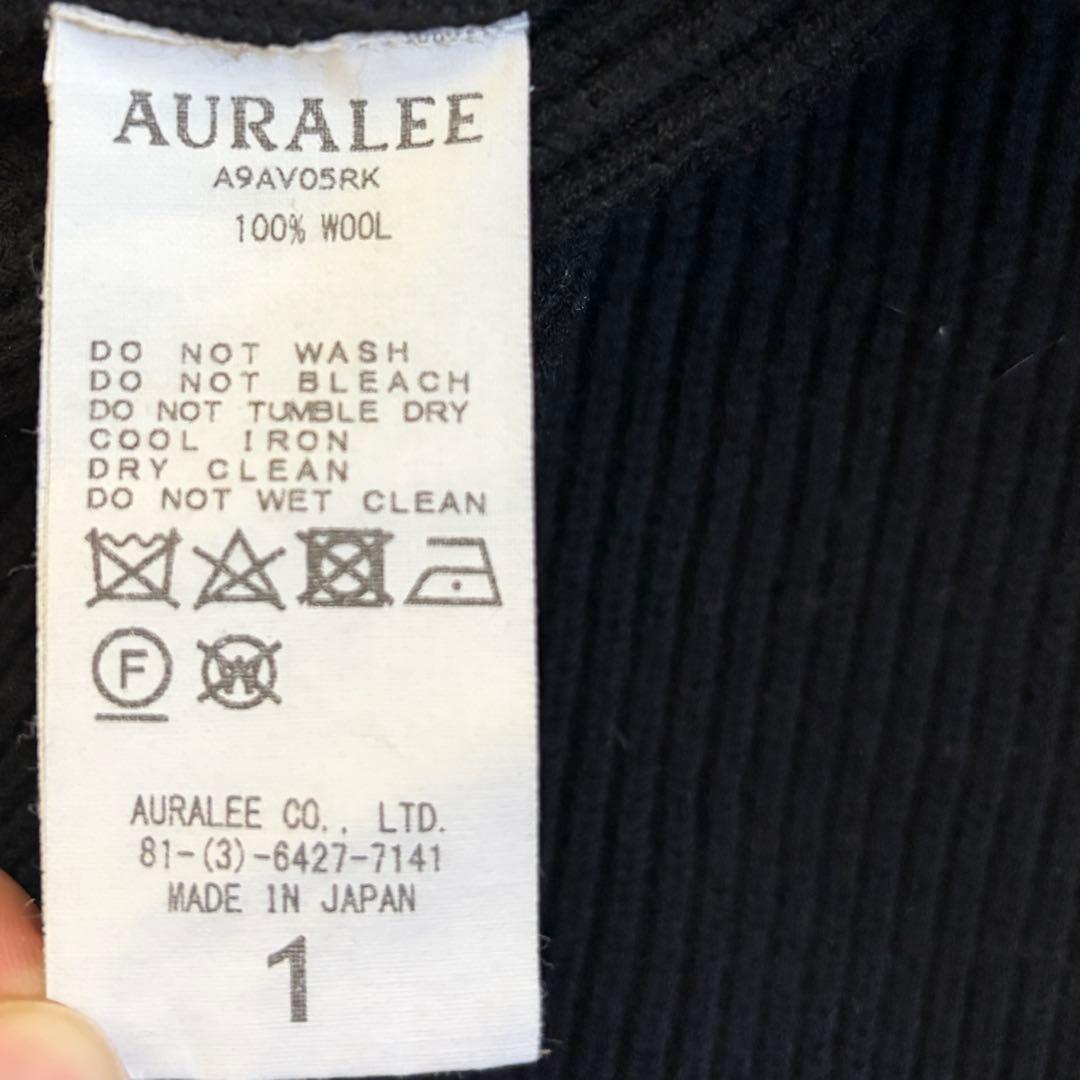 AURALEE
A9AV05RK
100% WOOL
DO NOT WASH
DO NOT BLEACH
DO NOT TUMBLE DRY
COOL IRON
DRY CLEAN
DO NOT WET CLEAN
F
W
AURALEE CO., LTD.
81-(3)-6427-7141
MADE IN JAPAN
1